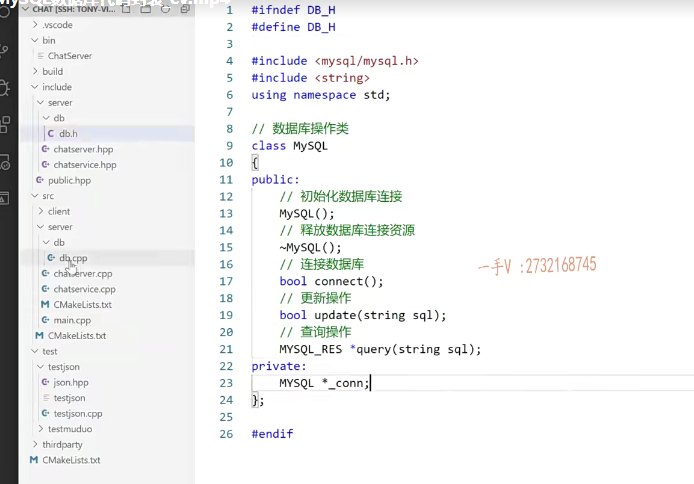 CHAT [SSH: TONY-VI...
.vscode
bin
ChatServer
build
include
server
db
db.h
chatserver.hpp
chatservice.hpp
public.hpp
src
client
server
db
db.cpp
chatserver.cpp
chatservice.cpp
CMakeLists.txt
main.cpp
CMakeLists.txt
test
testjson
json.hpp
testjson
testjson.cpp
testmuduo
thirdparty
CMakeLists.txt
1 #ifndef DB_H
2 #define DB_H
3
4 #include <mysql/mysql.h>
5 #include <string>
6 using namespace std;
7
8 // 数据库操作类
9 class MySQL
10 {
11 public:
12 // 初始化数据库连接
13 MySQL();
14 // 释放数据库连接资源
15 ~MySQL();
16 // 连接数据库
17 bool connect();
18 // 更新操作
19 bool update(string sql);
20 // 查询操作
21 MYSQL_RES *query(string sql);
22 private:
23 MYSQL *_conn;
24 };
25
26 #endif
一手V :2732168745